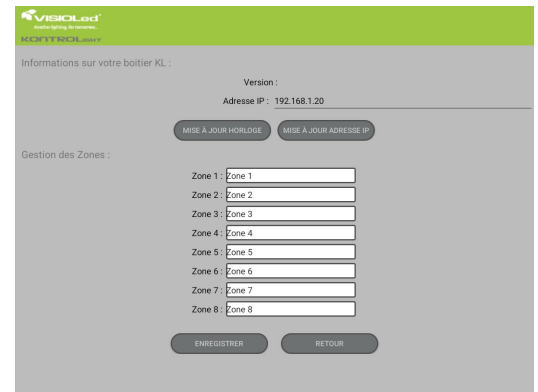 VISIOLed
KONTROLIGHT
Informations sur votre boitier KL :
Version :
Adresse IP : 192.168.1.20
MISE À JOUR HORLOGE MISE À JOUR ADRESSE IP
Gestion des Zones :
Zone 1 : Zone 1
Zone 2 : Zone 2
Zone 3 : Zone 3
Zone 4 : Zone 4
Zone 5 : Zone 5
Zone 6 : Zone 6
Zone 7 : Zone 7
Zone 8 : Zone 8
ENREGISTRER RETOUR